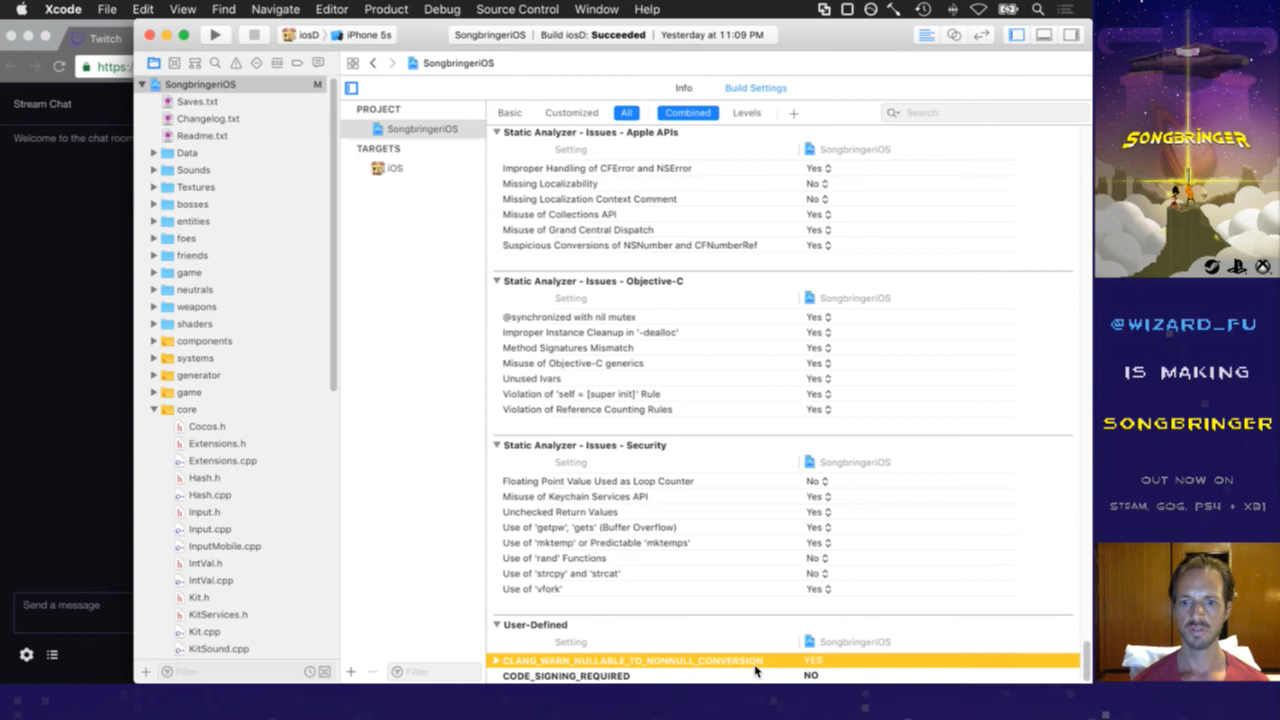 Xcode File Edit View Find Navigate Editor Product Debug Source Control Window Help
Twitch
https:
Stream Chat
Welcome to the chat room
Send a message
iosD iPhone 5s
SongbringeriOS Build iosD: Succeeded Yesterday at 11:09 PM
SongbringeriOS M
Saves.txt
Changelog.txt
Readme.txt
Data
Sounds
Textures
bosses
entities
foes
friends
game
neutrals
weapons
shaders
components
systems
generator
game
core
Cocos.h
Extensions.h
Extensions.cpp
Hash.h
Hash.cpp
Input.h
Input.cpp
InputMobile.cpp
IntVal.h
IntVal.cpp
Kit.h
KitServices.h
Kit.cpp
KitSound.cpp
Filter
SongbringeriOS
Info Build Settings
PROJECT
SongbringeriOS
TARGETS
iOS
Filter
Basic Customized All Combined Levels Search
Static Analyzer - Issues - Apple APIs
Setting SongbringeriOS
Improper Handling of CFError and NSError Yes
Missing Localizability No
Missing Localization Context Comment No
Misuse of Collections API Yes
Misuse of Grand Central Dispatch Yes
Suspicious Conversions of NSNumber and CFNumberRef Yes
Static Analyzer - Issues - Objective-C
Setting SongbringeriOS
@synchronized with nil mutex Yes
Improper Instance Cleanup in '-dealloc' Yes
Method Signatures Mismatch Yes
Misuse of Objective-C generics Yes
Unused Ivars Yes
Violation of 'self = [super init]' Rule Yes
Violation of Reference Counting Rules Yes
Static Analyzer - Issues - Security
Setting SongbringeriOS
Floating Point Value Used as Loop Counter No
Misuse of Keychain Services API Yes
Unchecked Return Values Yes
Use of 'getpw', 'gets' (Buffer Overflow) Yes
Use of 'mktemp' or Predictable 'mktemps' Yes
Use of 'rand' Functions No
Use of 'strcpy' and 'strcat' No
Use of 'vfork' Yes
User-Defined
Setting SongbringeriOS
CLANG_WARN_NULLABLE_TO_NONNULL_CONVERSION YES
CODE_SIGNING_REQUIRED NO
SONGBRINGER
@WIZARD_FU
IS MAKING
SONGBRINGER
OUT NOW ON
STEAM, GOG, PS4 + XB1